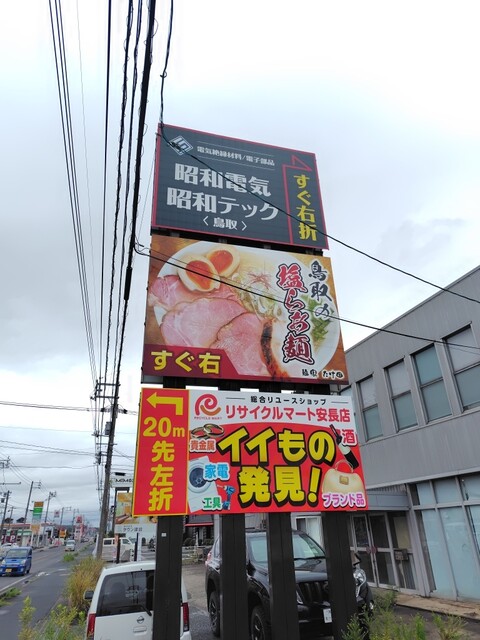 電気絶縁材料/電子部品
昭和電気
昭和テック
〈鳥取〉
すぐ右折
鳥取の
塩らぁ麺
すぐ右
総合リユースショップ
リサイクルマート安長店
20m
先左折
貴金属
家電
工具
イイもの
発見!
酒
ブランド品